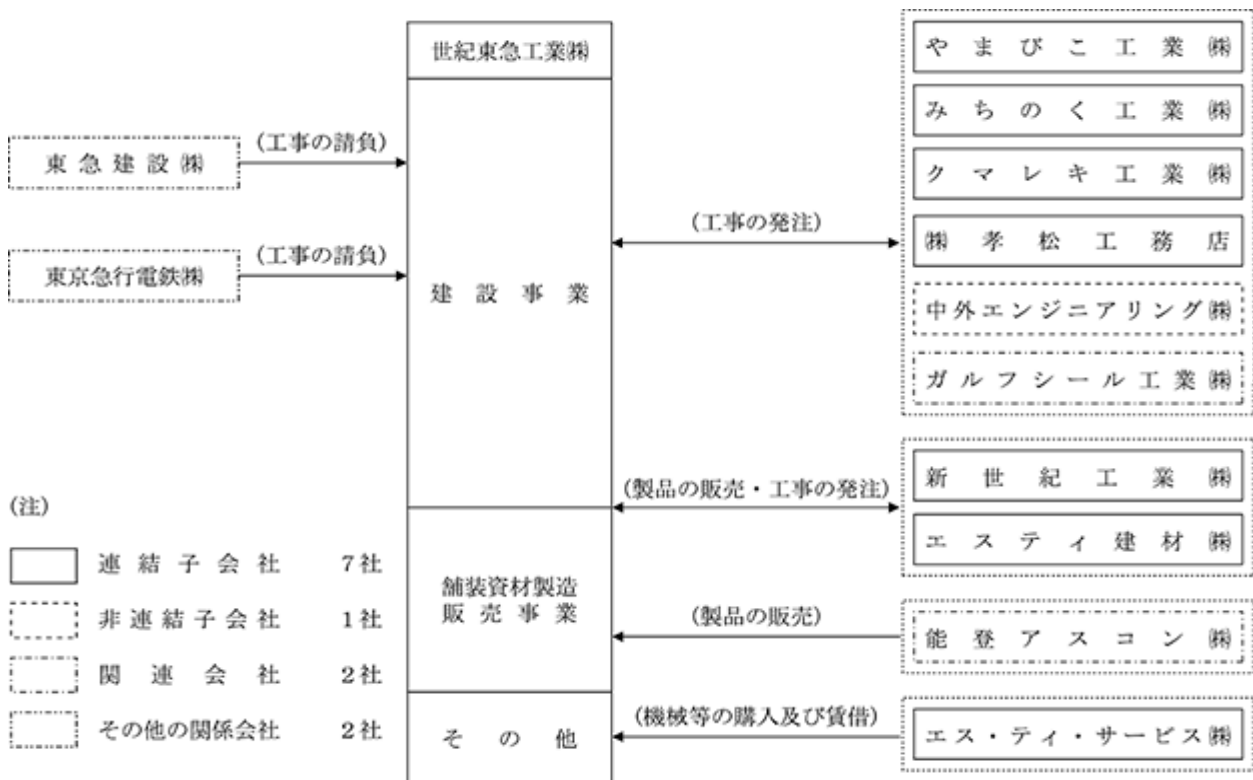 世紀東急工業㈱
東急建設㈱
(工事の請負)
東京急行電鉄㈱
(工事の請負)
建設事業
舗装資材製造
販売事業
その他
(工事の発注)
やまびこ工業㈱
みちのく工業㈱
クマレキ工業㈱
㈱孝松工務店
中外エンジニアリング㈱
ガルフシール工業㈱
(製品の販売・工事の発注)
新世紀工業㈱
エスティ建材㈱
(製品の販売)
能登アスコン㈱
(機械等の購入及び賃借)
エス・ティ・サービス㈱
(注)
連結子会社 7社
非連結子会社 1社
関連会社 2社
その他の関係会社 2社